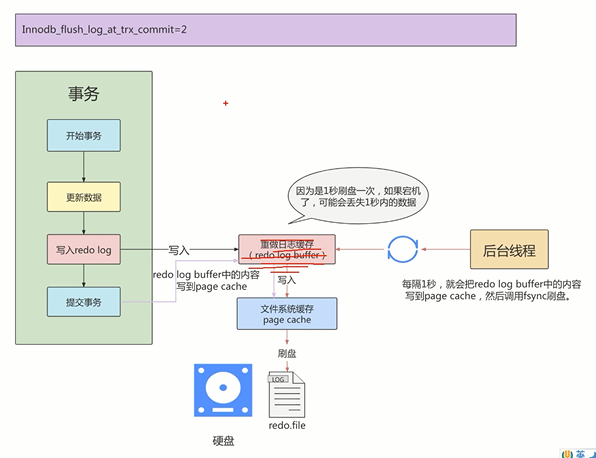 Innodb_flush_log_at_trx_commit=2
事务
开始事务
更新数据
写入redo log
提交事务
写入
redo log buffer中的内容
写到page cache
因为是1秒刷盘一次，如果宕机
了，可能会丢失1秒内的数据
重做日志缓存
（redo log buffer）
写入
文件系统缓存
page cache
刷盘
LOG
redo.file
硬盘
后台线程
每隔1秒，就会把redo log buffer中的内容
写到page cache，然后调用fsync刷盘。
英